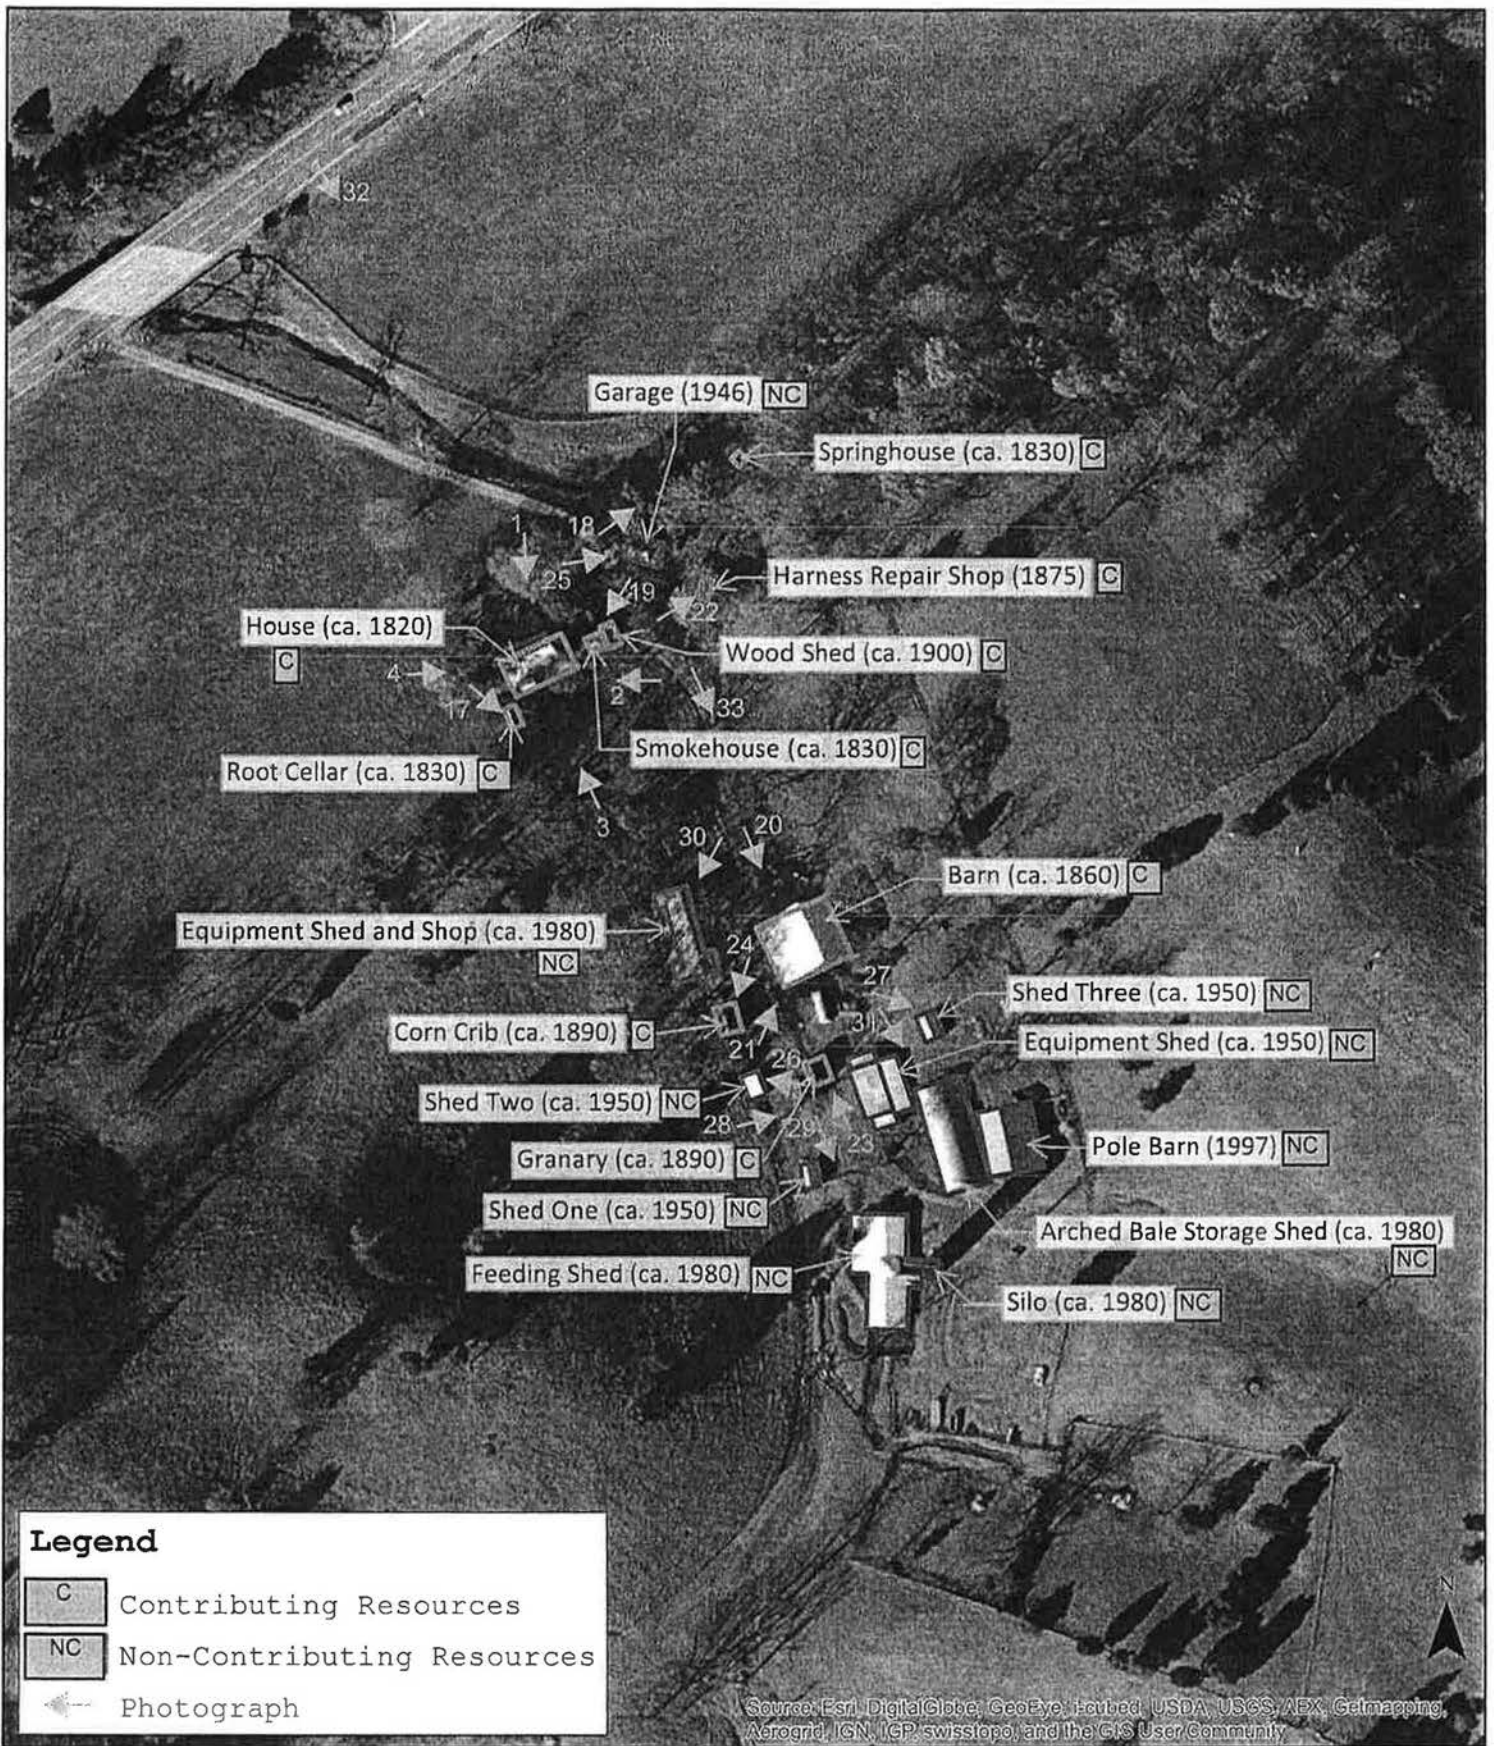 32
Garage (1946) NC
Springhouse (ca. 1830) C
1
18
25
19
22
Harness Repair Shop (1875) C
House (ca. 1820)
C
Wood Shed (ca. 1900) C
4
17
2
33
Smokehouse (ca. 1830) C
Root Cellar (ca. 1830) C
3
30
20
Barn (ca. 1860) C
Equipment Shed and Shop (ca. 1980)
NC
24
27
Shed Three (ca. 1950) NC
Corn Crib (ca. 1890) C
21
31
Equipment Shed (ca. 1950) NC
26
Shed Two (ca. 1950) NC
28
29
23
Pole Barn (1997) NC
Granary (ca. 1890) C
Shed One (ca. 1950) NC
Arched Bale Storage Shed (ca. 1980)
NC
Feeding Shed (ca. 1980) NC
Silo (ca. 1980) NC
Legend
C Contributing Resources
NC Non-Contributing Resources
Photograph
N
Source: Esri, DigitalGlobe, GeoEye, i-cubed, USDA, USGS, AEX, Getmapping,
Aerogrid, IGN, IGP, swisstopo, and the GIS User Community